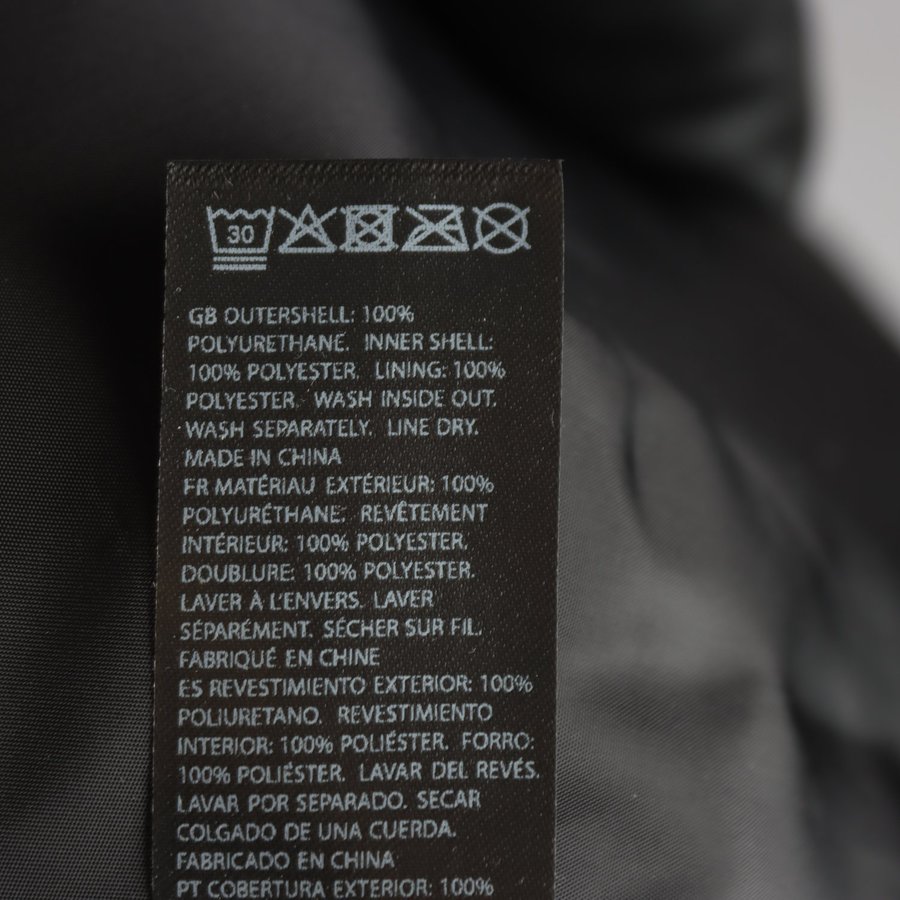 30
GB OUTERSHELL: 100%
POLYURETHANE. INNER SHELL:
100% POLYESTER. LINING: 100%
POLYESTER. WASH INSIDE OUT.
WASH SEPARATELY. LINE DRY.
MADE IN CHINA
FR MATÉRIAU EXTÉRIEUR: 100%
POLYURÉTHANE. REVÊTEMENT
INTÉRIEUR: 100% POLYESTER.
DOUBLURE: 100% POLYESTER.
LAVER À L'ENVERS. LAVER
SÉPARÉMENT. SÉCHER SUR FIL.
FABRIQUÉ EN CHINE
ES REVESTIMIENTO EXTERIOR: 100%
POLIURETANO. REVESTIMIENTO
INTERIOR: 100% POLIÉSTER. FORRO:
100% POLIÉSTER. LAVAR DEL REVÉS.
LAVAR POR SEPARADO. SECAR
COLGADO DE UNA CUERDA.
FABRICADO EN CHINA
PT COBERTURA EXTERIOR: 100%